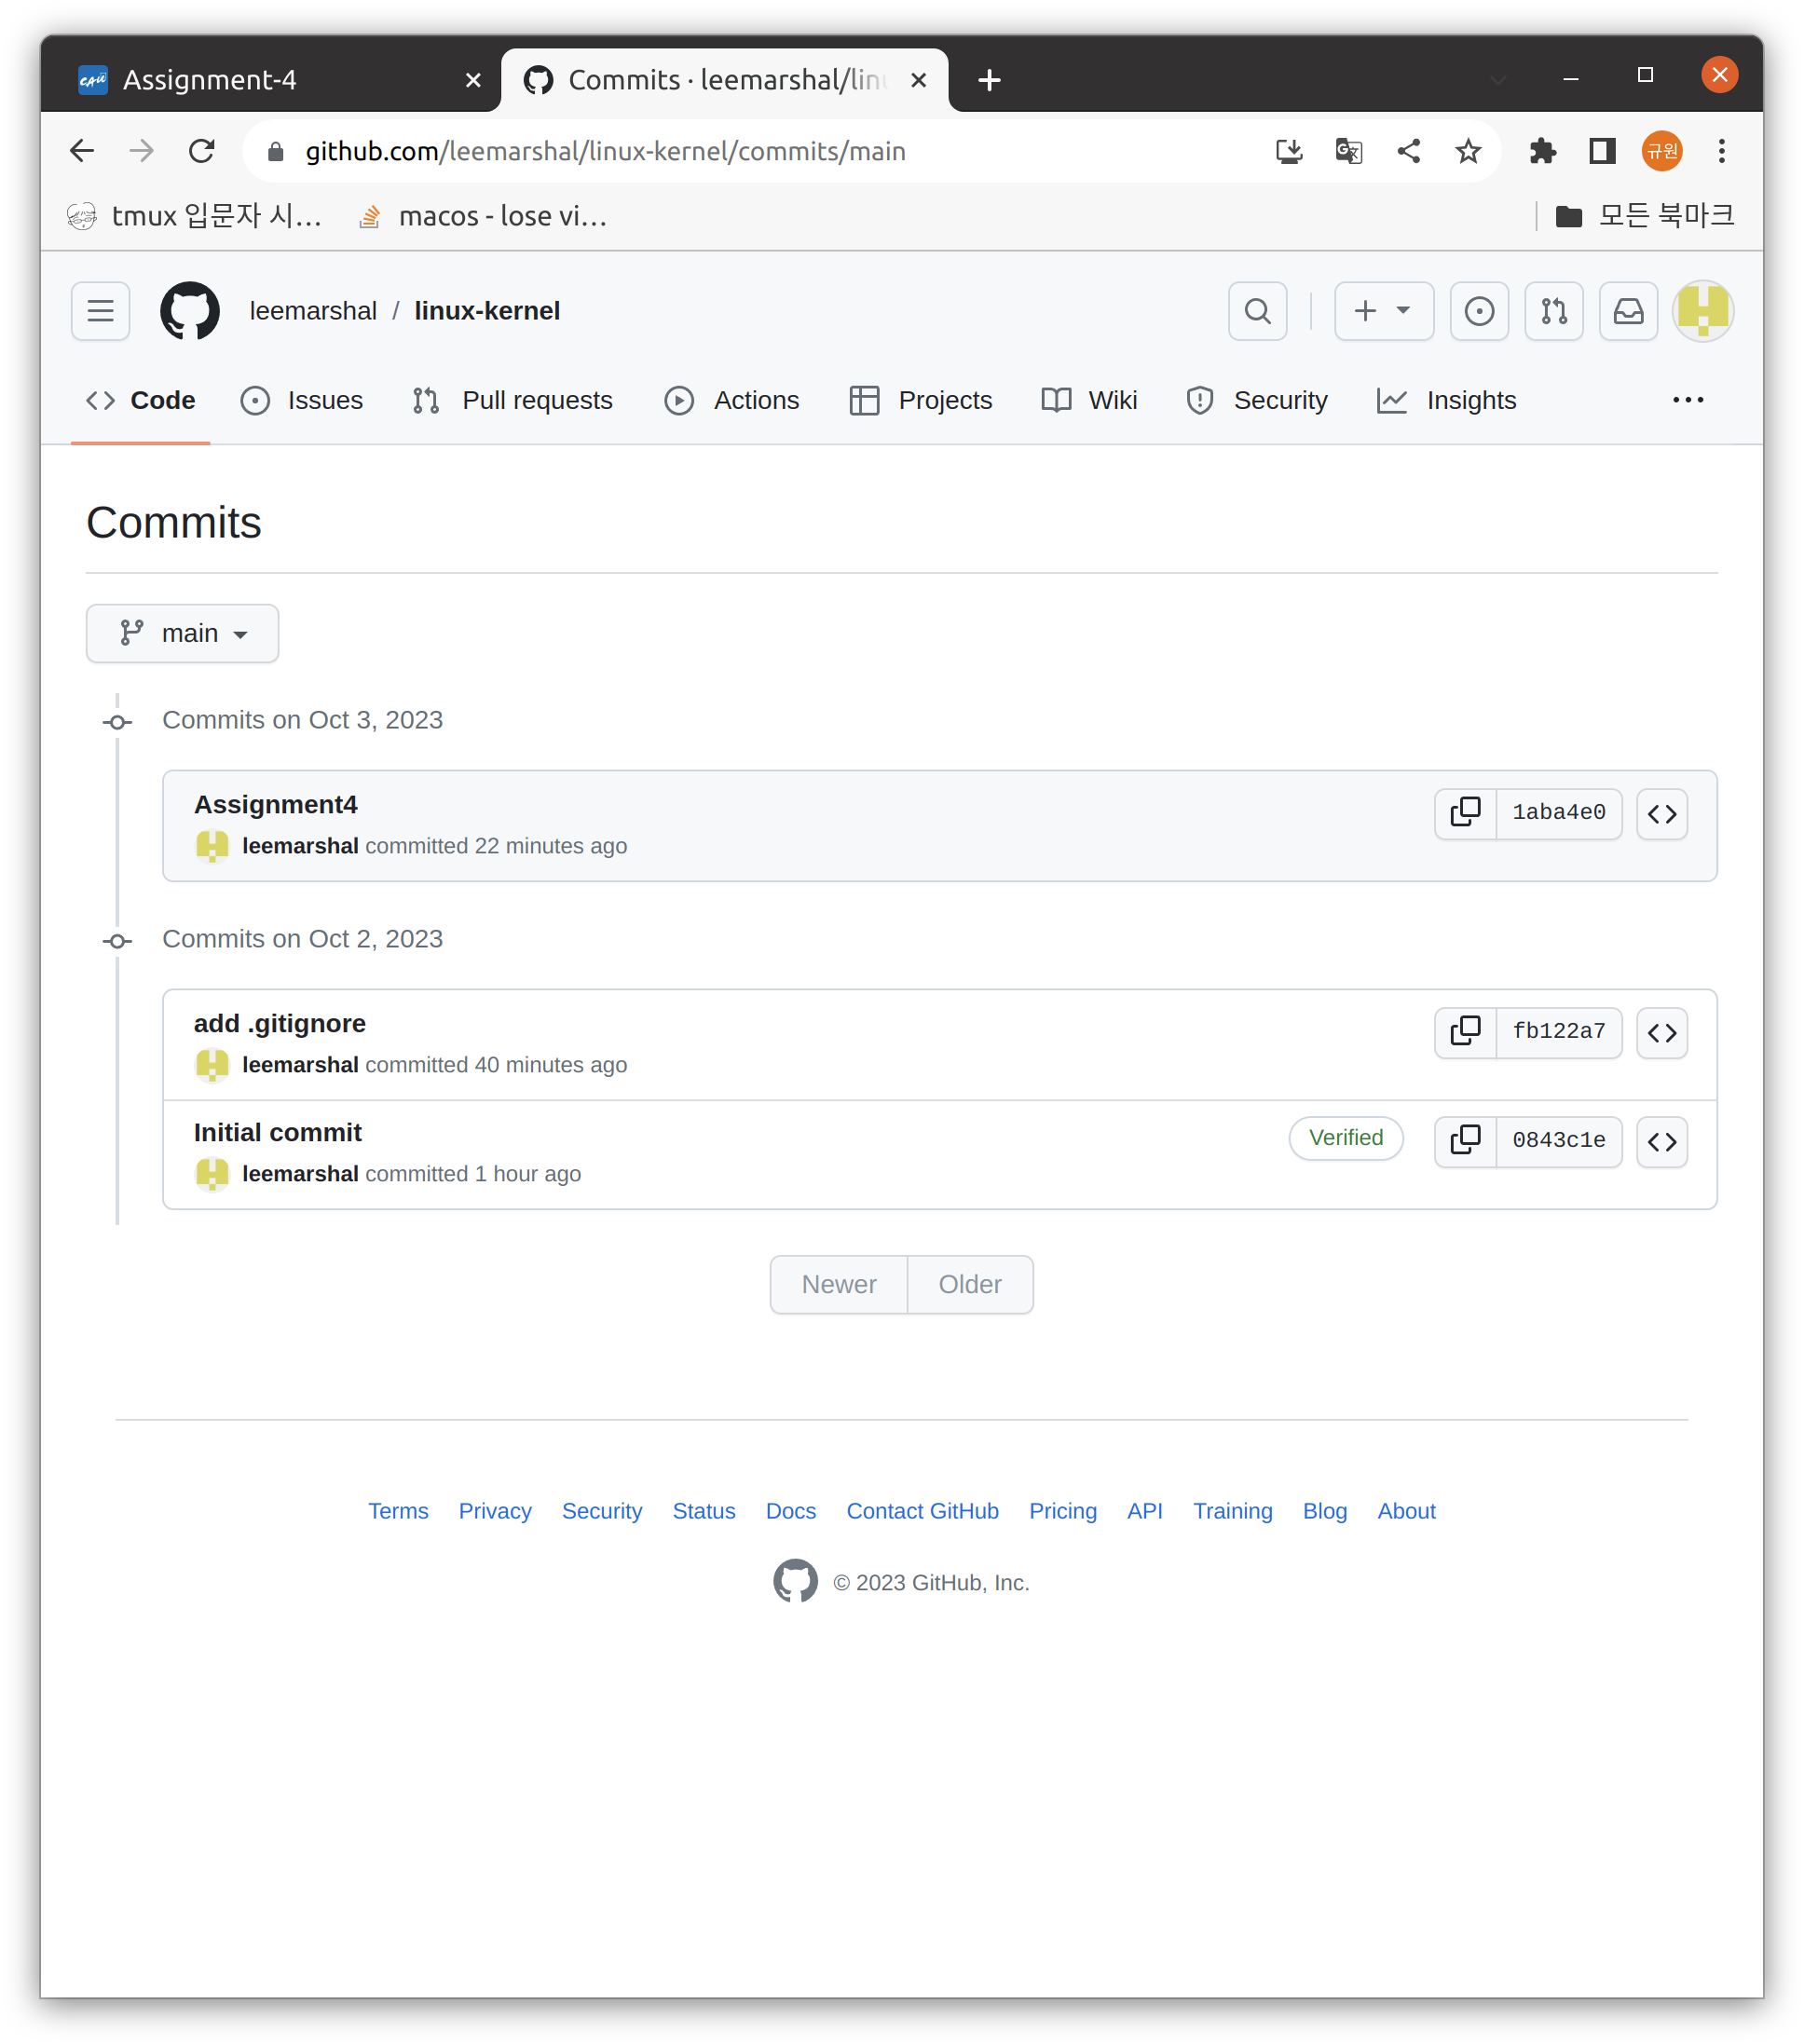 Assignment-4
Commits · leemarshal/lin
github.com/leemarshal/linux-kernel/commits/main
규원
tmux 입문자 시...
macos - lose vi...
모든 북마크
leemarshal / linux-kernel
Code Issues Pull requests Actions Projects Wiki Security Insights
Commits
main
Commits on Oct 3, 2023
Assignment4
1aba4e0
leemarshal committed 22 minutes ago
Commits on Oct 2, 2023
add .gitignore
fb122a7
leemarshal committed 40 minutes ago
Initial commit
Verified
0843c1e
leemarshal committed 1 hour ago
Newer Older
Terms Privacy Security Status Docs Contact GitHub Pricing API Training Blog About
© 2023 GitHub, Inc.